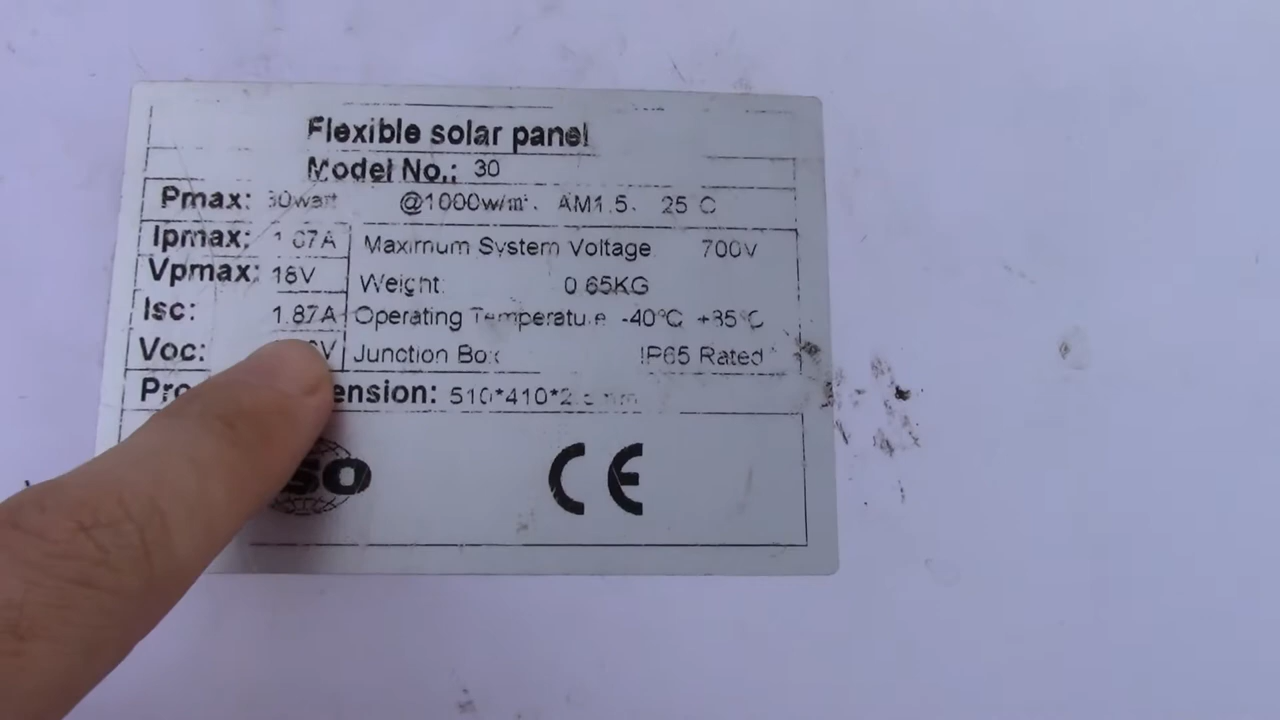 Flexible solar panel
Model No.: 30
Pmax: 30watt @1000w/m². AM1.5. 25 C
Ipmax: 1.67A Maximum System Voltage 700V
Vpmax: 18V Weight: 0.65KG
Isc: 1.87A Operating Temperature -40°C +85°C
Voc: Junction Box IP65 Rated
510*410*2.5mm
ISO CE